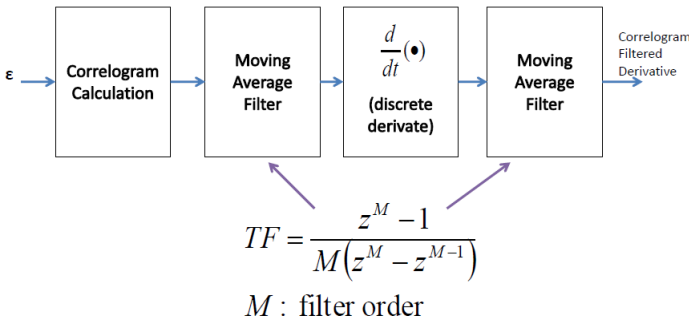 ε
Correlogram
Calculation
Moving
Average
Filter
d/dt (•)
(discrete
derivate)
Moving
Average
Filter
Correlogram
Filtered
Derivative
TF = (z^M − 1) / (M(z^M − z^{M−1}))
M : filter order